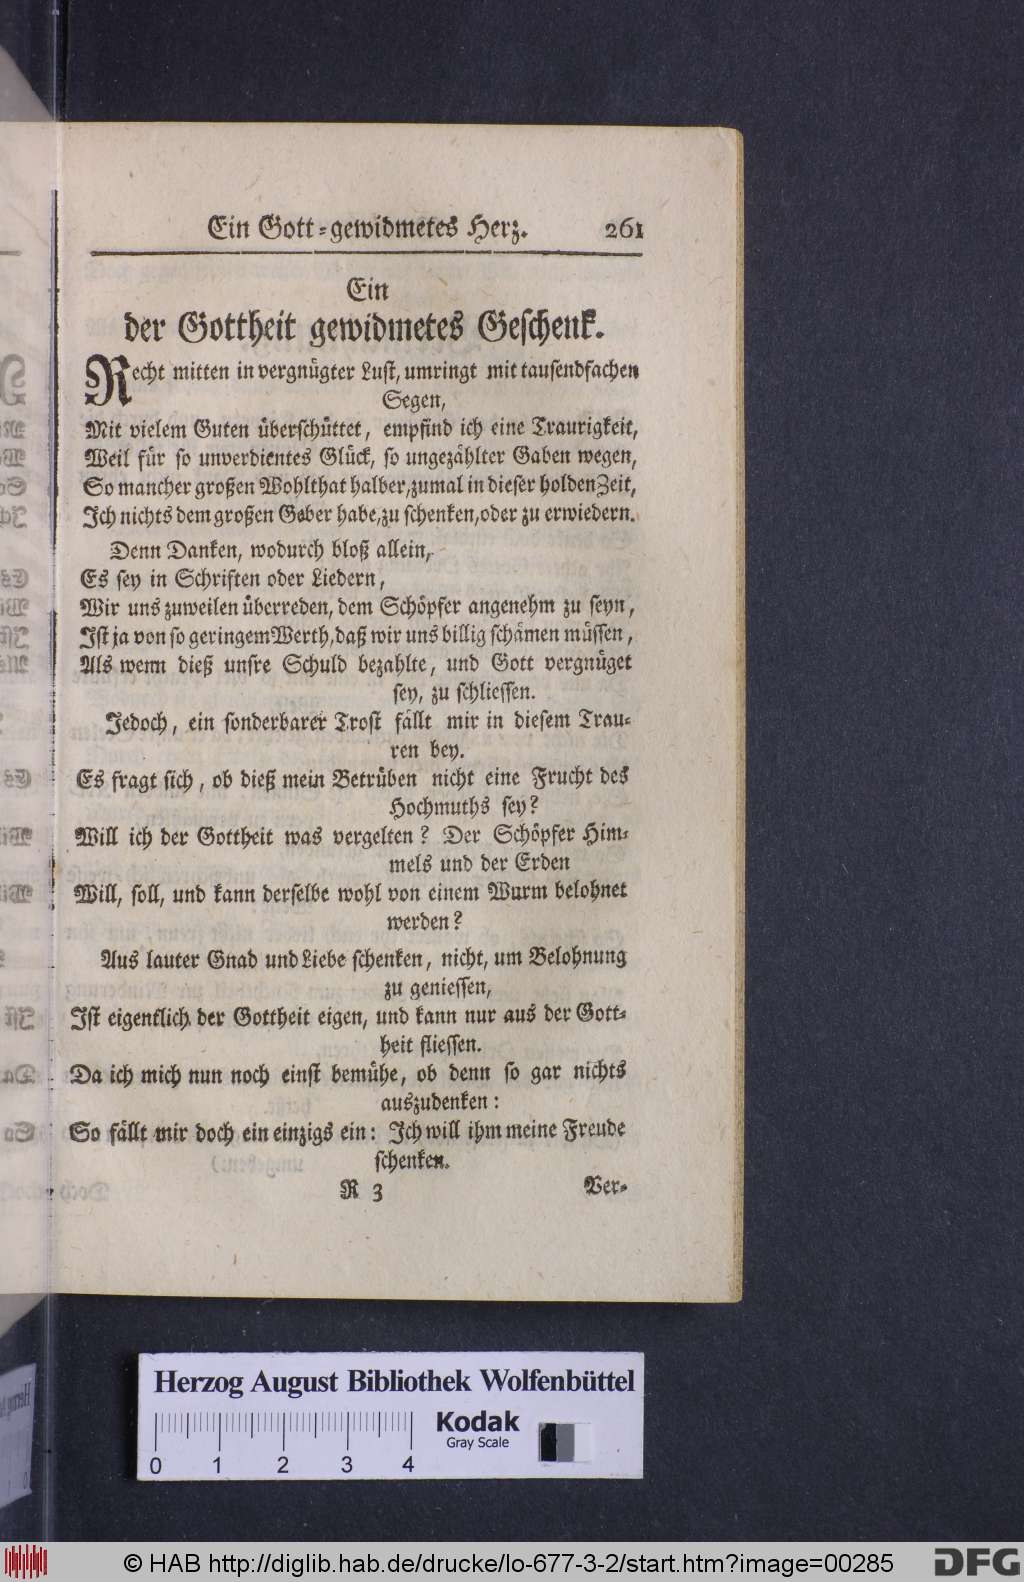 Ein Gott-gewidmetes Herz. 261
Ein
der Gottheit gewidmetes Geschenk.
Recht mitten in vergnügter Lust, umringt mit tausendfachen
Segen,
Mit vielem Guten überschüttet, empfind ich eine Traurigkeit,
Weil für so unverdientes Glück, so ungezählter Gaben wegen,
So mancher großen Wohlthat halber, zumal in dieser holden Zeit,
Ich nichts dem großen Geber habe, zu schenken, oder zu erwiedern.
Denn Danken, wodurch bloß allein,
Es sey in Schriften oder Liedern,
Wir uns zuweilen überreden, dem Schöpfer angenehm zu seyn,
Ist ja von so geringem Werth, daß wir uns billig schämen müssen,
Als wenn dieß unsre Schuld bezahlte, und Gott vergnüget
sey, zu schliessen.
Jedoch, ein sonderbarer Trost fällt mir in diesem Trau-
ren bey.
Es fragt sich, ob dieß mein Betrüben nicht eine Frucht des
Hochmuths sey?
Will ich der Gottheit was vergelten? Der Schöpfer Him-
mels und der Erden
Will, soll, und kann derselbe wohl von einem Wurm belohnet
werden?
Aus lauter Gnad und Liebe schenken, nicht, um Belohnung
zu geniessen,
Ist eigentlich der Gottheit eigen, und kann nur aus der Gott-
heit fliessen.
Da ich mich nun noch einst bemühe, ob denn so gar nichts
auszudenken:
So fällt mir doch ein einzigs ein: Ich will ihm meine Freude
schenken.
R 3 Ver-
Herzog August Bibliothek Wolfenbüttel
Kodak
Gray Scale
0 1 2 3 4
© HAB http://diglib.hab.de/drucke/lo-677-3-2/start.htm?image=00285
DFG